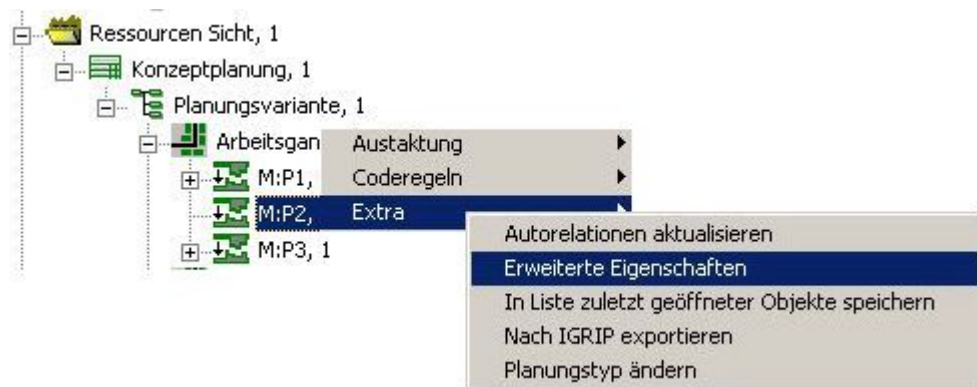 Ressourcen Sicht, 1
Konzeptplanung, 1
Planungsvariante, 1
Arbeitsgan
M:P1,
M:P2,
M:P3, 1
Austaktung
Coderegeln
Extra
Autorelationen aktualisieren
Erweiterte Eigenschaften
In Liste zuletzt geöffneter Objekte speichern
Nach IGRIP exportieren
Planungstyp ändern